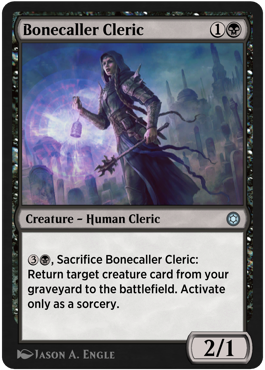 Bonecaller Cleric 1
Creature – Human Cleric
3, Sacrifice Bonecaller Cleric:
Return target creature card from your
graveyard to the battlefield. Activate
only as a sorcery.
2/1
Jason A. Engle